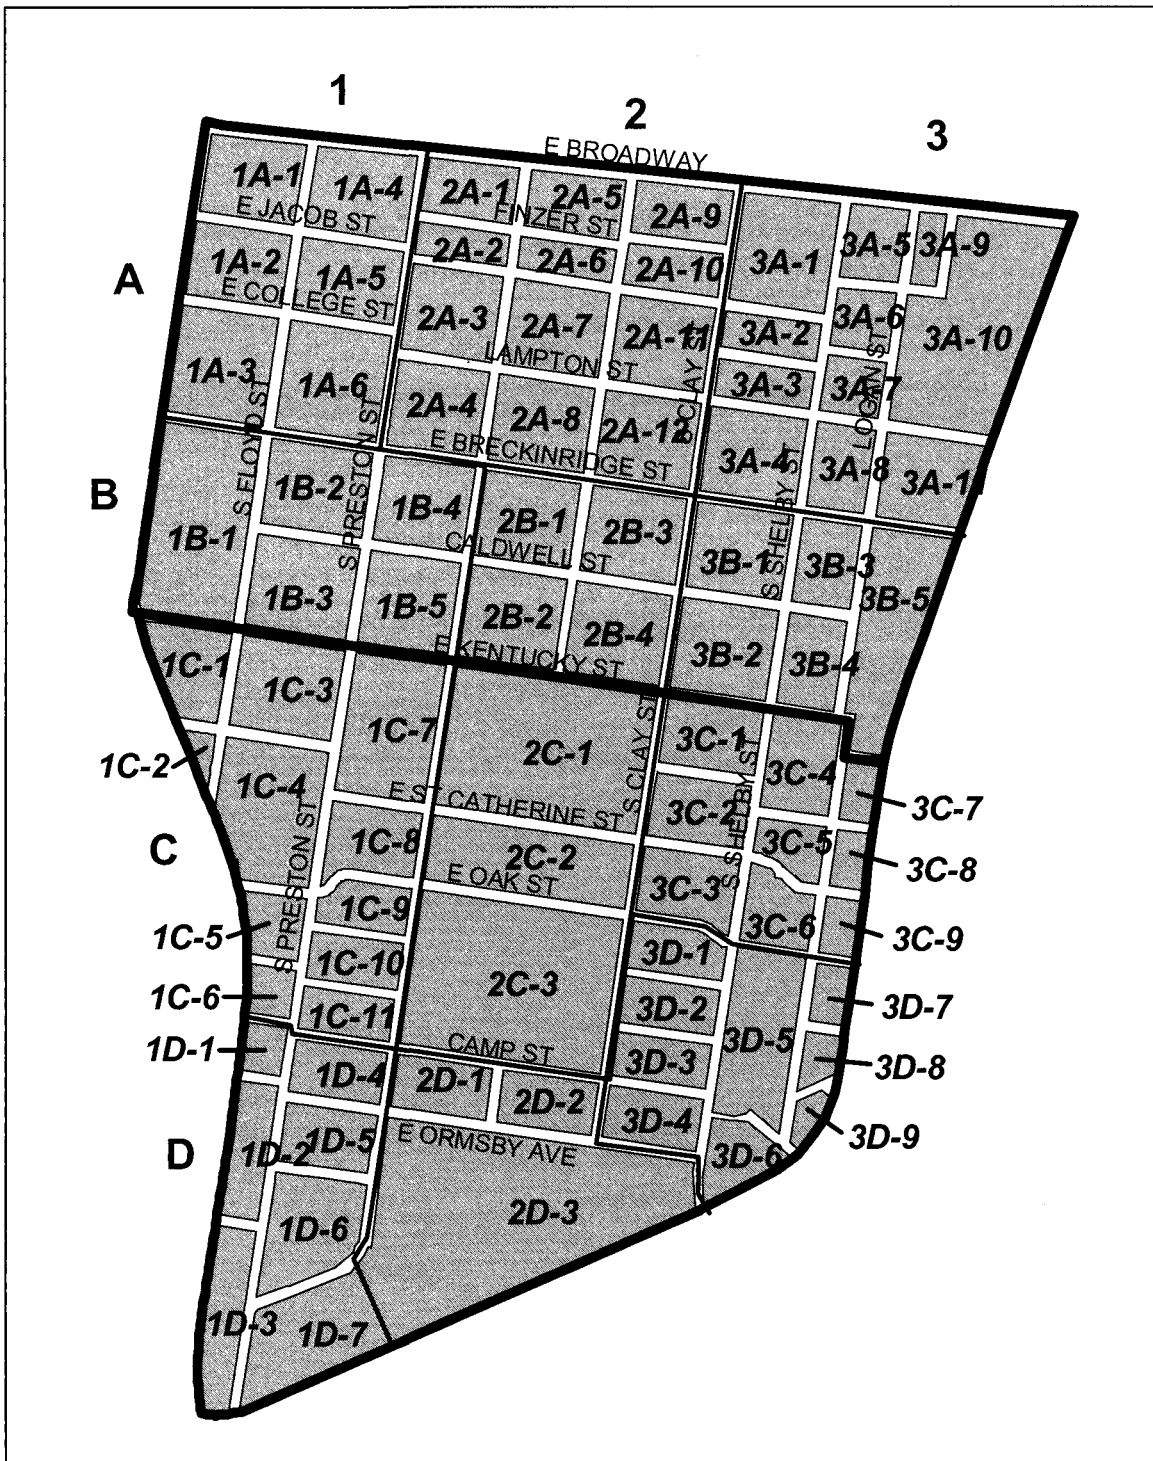 1
2
3
E BROADWAY
1A-1
1A-4
2A-1
2A-5
2A-9
3A-5
3A-9
E JACOB ST
FINZER ST
A
1A-2
1A-5
2A-2
2A-6
2A-10
3A-1
E COLLEGE ST
2A-3
2A-7
2A-11
3A-2
3A-6
3A-10
LAMPTON ST
S CLAY ST
1A-3
1A-6
2A-4
2A-8
2A-12
3A-3
3A-7
LOGAN ST
S FLOYD ST
S PRESTON ST
E BRECKINRIDGE ST
3A-4
3A-8
3A-1
S SHELBY ST
B
1B-1
1B-2
1B-4
2B-1
2B-3
3B-1
3B-3
3B-5
CALDWELL ST
1B-3
1B-5
2B-2
2B-4
3B-2
3B-4
E KENTUCKY ST
1C-1
1C-3
1C-7
2C-1
S CLAY ST
3C-1
3C-4
1C-2
1C-4
E ST CATHERINE ST
3C-2
S SHELBY ST
3C-7
C
S PRESTON ST
1C-8
2C-2
3C-5
3C-8
E OAK ST
3C-3
1C-5
1C-9
3C-6
3C-9
1C-10
2C-3
3D-1
1C-6
1C-11
3D-2
3D-7
1D-1
CAMP ST
3D-5
1D-4
2D-1
2D-2
3D-3
3D-8
D
1D-2
1D-5
E ORMSBY AVE
3D-4
3D-6
3D-9
1D-6
2D-3
1D-3
1D-7